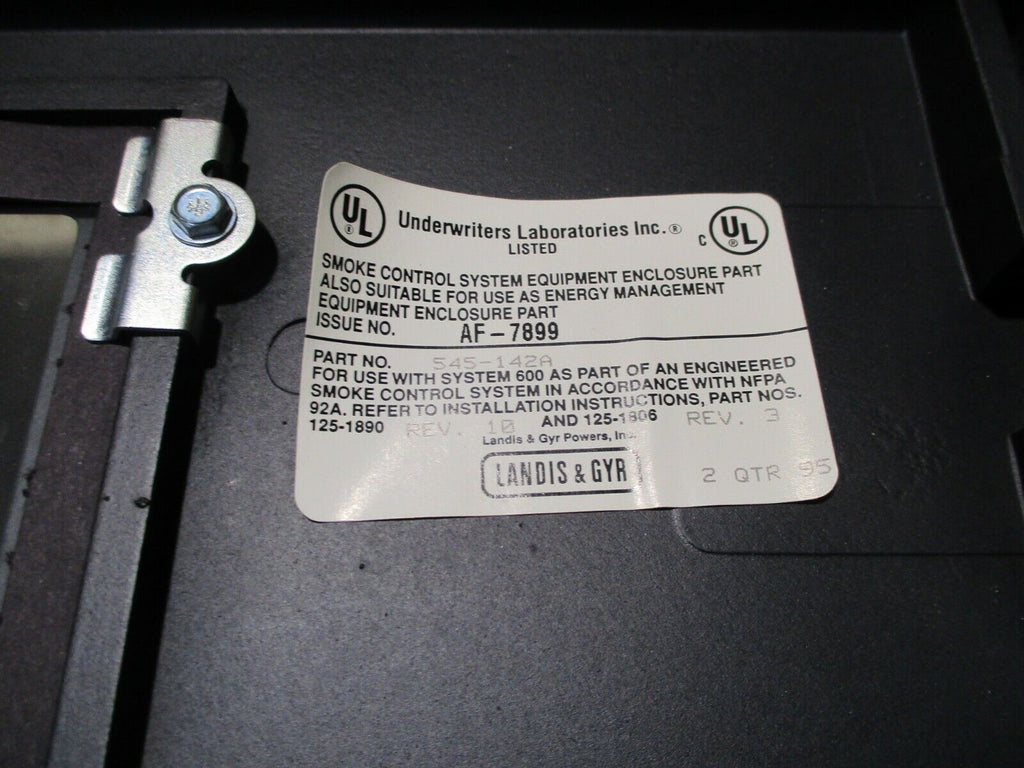 UL ®
Underwriters Laboratories Inc.®
LISTED
C UL ®
SMOKE CONTROL SYSTEM EQUIPMENT ENCLOSURE PART
ALSO SUITABLE FOR USE AS ENERGY MANAGEMENT
EQUIPMENT ENCLOSURE PART
ISSUE NO. AF-7899
PART NO. 545-142A
FOR USE WITH SYSTEM 600 AS PART OF AN ENGINEERED
SMOKE CONTROL SYSTEM IN ACCORDANCE WITH NFPA
92A. REFER TO INSTALLATION INSTRUCTIONS, PART NOS.
125-1890 REV. 10 AND 125-1806 REV. 3
Landis & Gyr Powers, Inc.
LANDIS & GYR
2 QTR 95